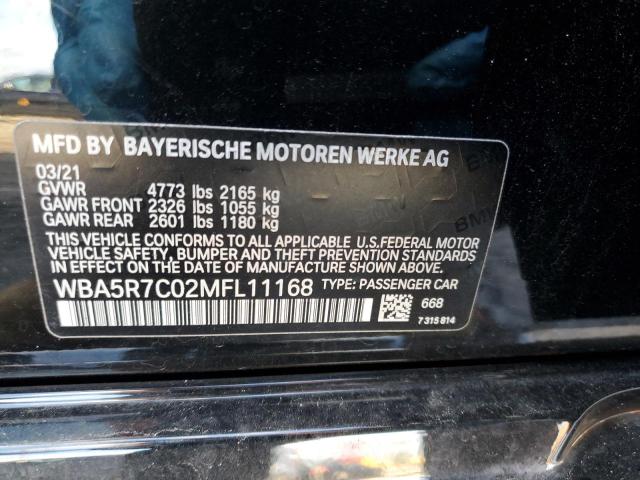 MFD BY BAYERISCHE MOTOREN WERKE AG
03/21
GVWR 4773 lbs 2165 kg
GAWR FRONT 2326 lbs 1055 kg
GAWR REAR 2601 lbs 1180 kg
THIS VEHICLE CONFORMS TO ALL APPLICABLE U.S.FEDERAL MOTOR
VEHICLE SAFETY, BUMPER AND THEFT PREVENTION STANDARDS
IN EFFECT ON THE DATE OF MANUFACTURE SHOWN ABOVE.
WBA5R7C02MFL11168 TYPE: PASSENGER CAR
668
7315814